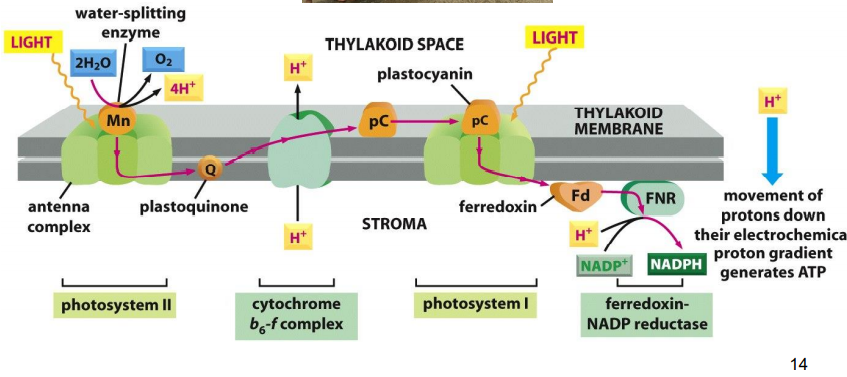 water-splitting
enzyme
LIGHT
2H₂O
O₂
4H⁺
Mn
THYLAKOID SPACE
LIGHT
H⁺
plastocyanin
pC
pC
THYLAKOID
MEMBRANE
H⁺
Q
antenna
complex
plastoquinone
H⁺
STROMA
ferredoxin
Fd
FNR
H⁺
NADP⁺
NADPH
movement of
protons down
their electrochemica
proton gradient
generates ATP
photosystem II
cytochrome
b₆-f complex
photosystem I
ferredoxin-
NADP reductase
14